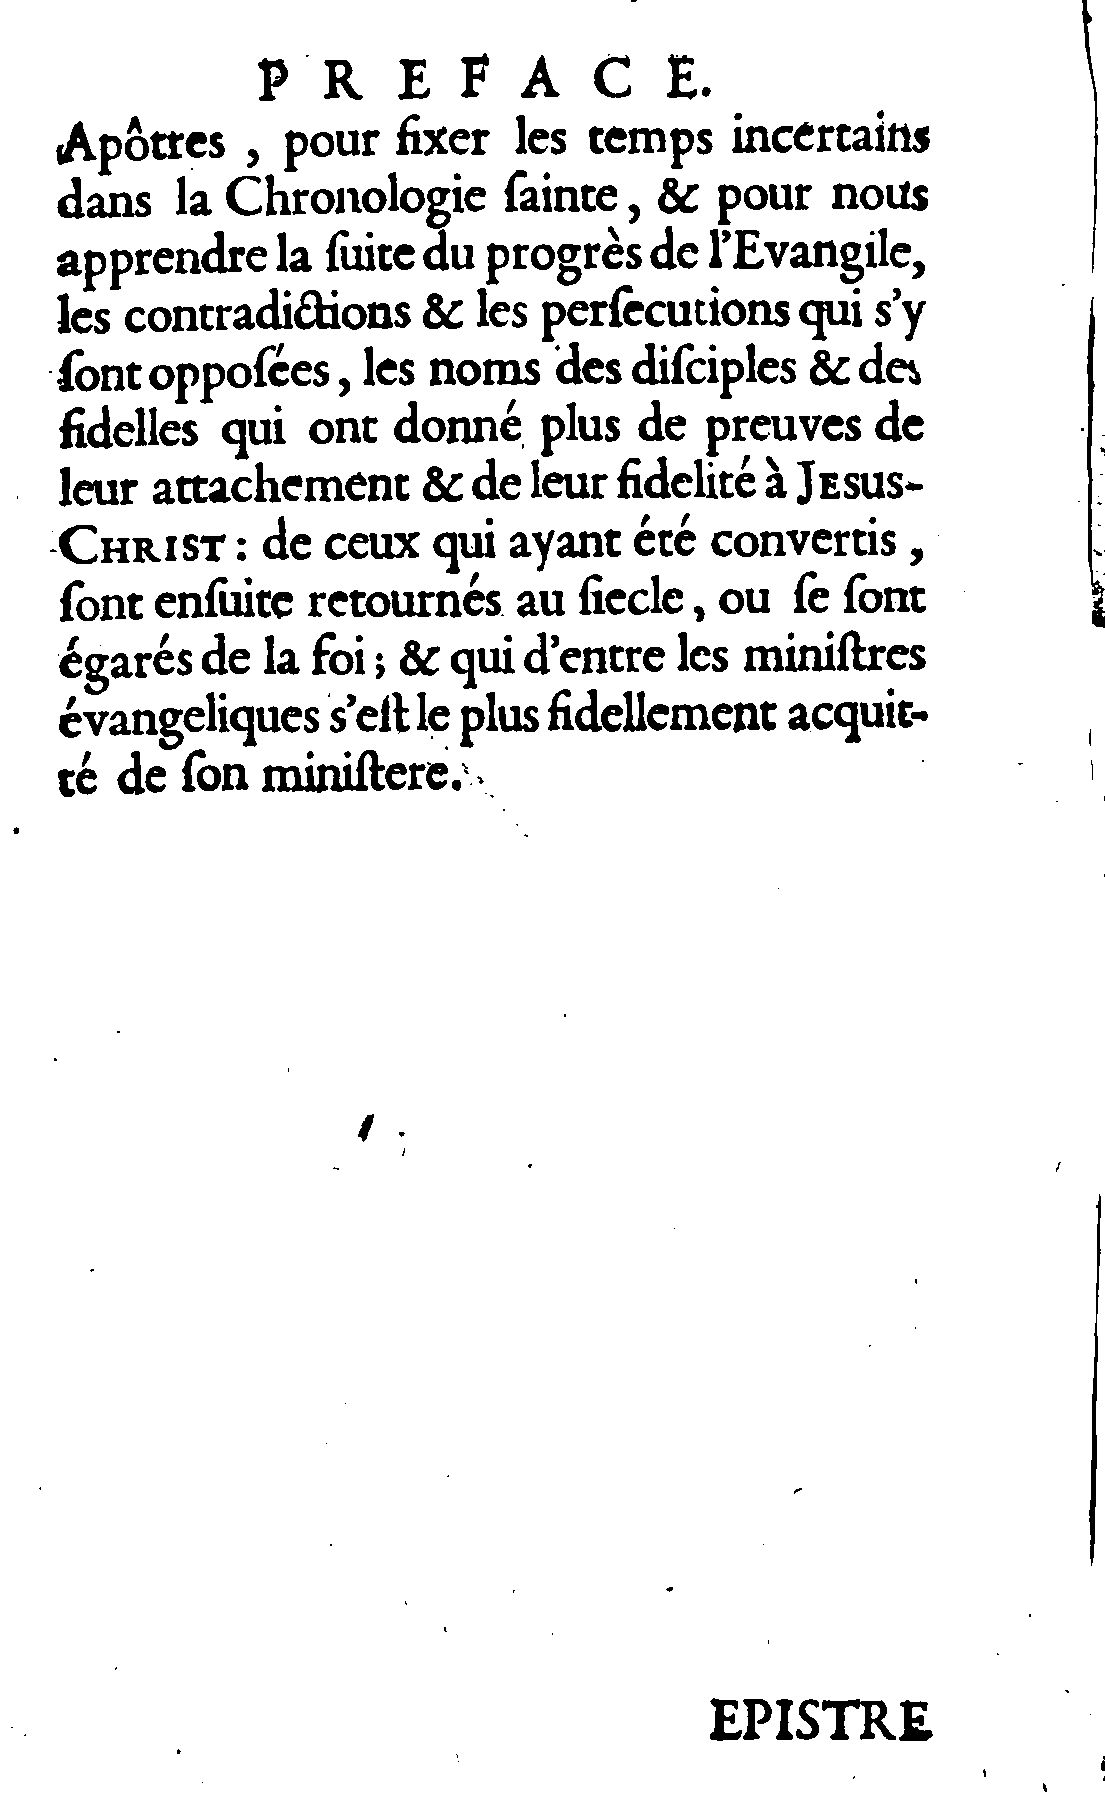 PREFACE.
Apôtres , pour fixer les temps incertains
dans la Chronologie ſainte, & pour nous
apprendre la ſuite du progrès de l'Evangile,
les contradictions & les perſecutions qui s'y
ſont oppoſées, les noms des diſciples & des
fidelles qui ont donné plus de preuves de
leur attachement & de leur fidelité à JESUS-
CHRIST : de ceux qui ayant été convertis ,
ſont enſuite retournés au ſiecle, ou ſe ſont
égarés de la foi ; & qui d'entre les miniſtres
évangeliques s'eſt le plus fidellement acquit-
té de ſon miniſtere.
EPISTRE